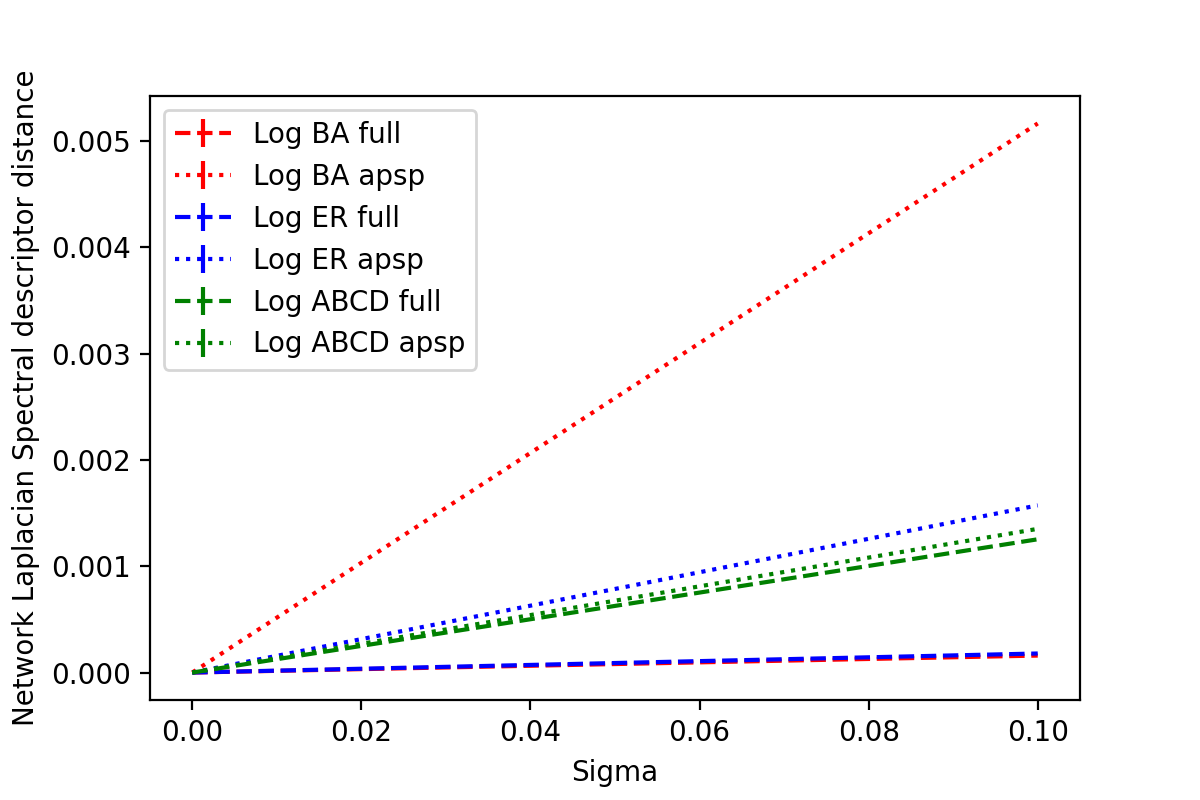 Network Laplacian Spectral descriptor distance
0.005
0.004
0.003
0.002
0.001
0.000
Log BA full
Log BA apsp
Log ER full
Log ER apsp
Log ABCD full
Log ABCD apsp
0.00 0.02 0.04 0.06 0.08 0.10
Sigma